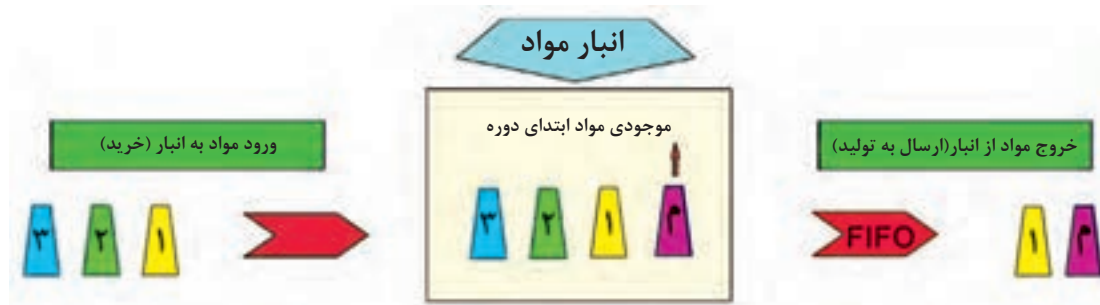 انبار مواد
خروج مواد از انبار(ارسال به تولید)
موجودی مواد ابتدای دوره
ورود مواد به انبار (خرید)
م ۱
FIFO
م ۱ ۲ ۳
۱ ۲ ۳